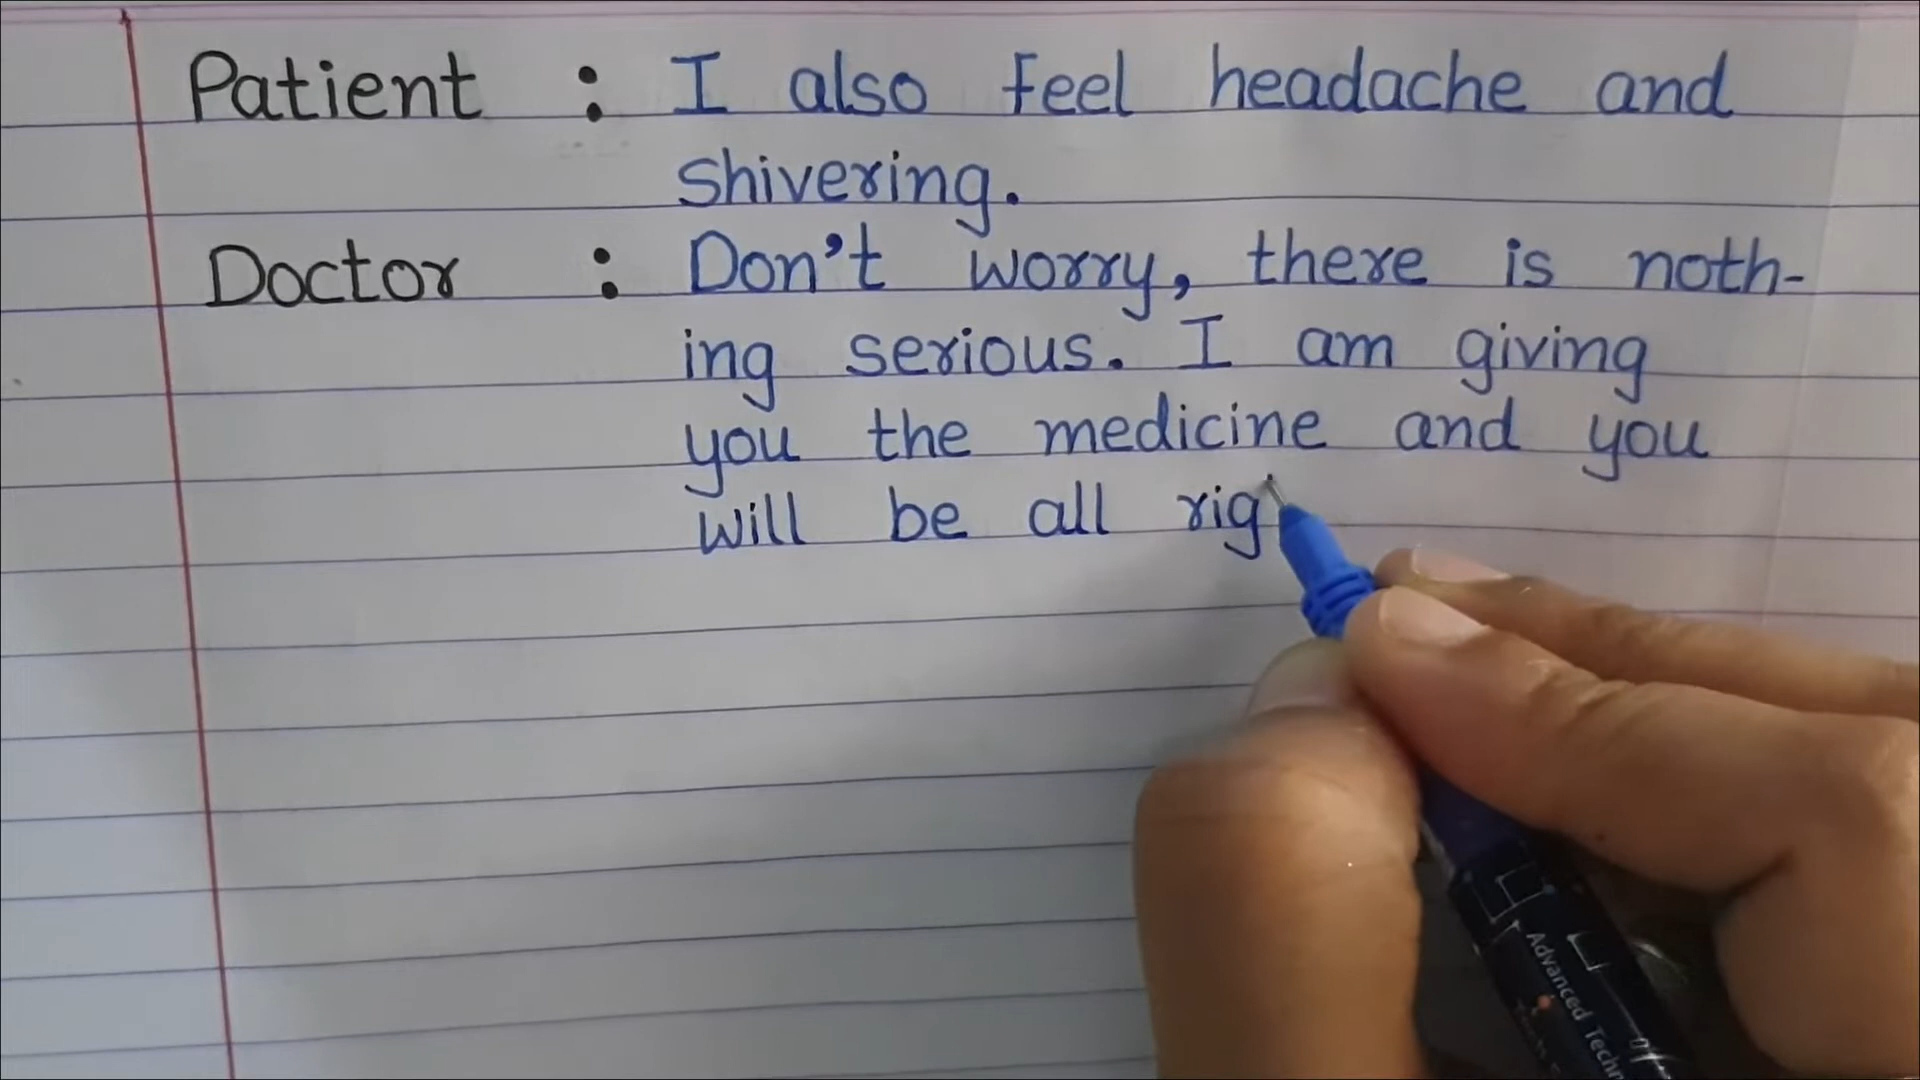 Patient : I also feel headache and
shivering.
Doctor : Don't worry, there is noth-
ing serious. I am giving
you the medicine and you
will be all rig
Advanced Techn